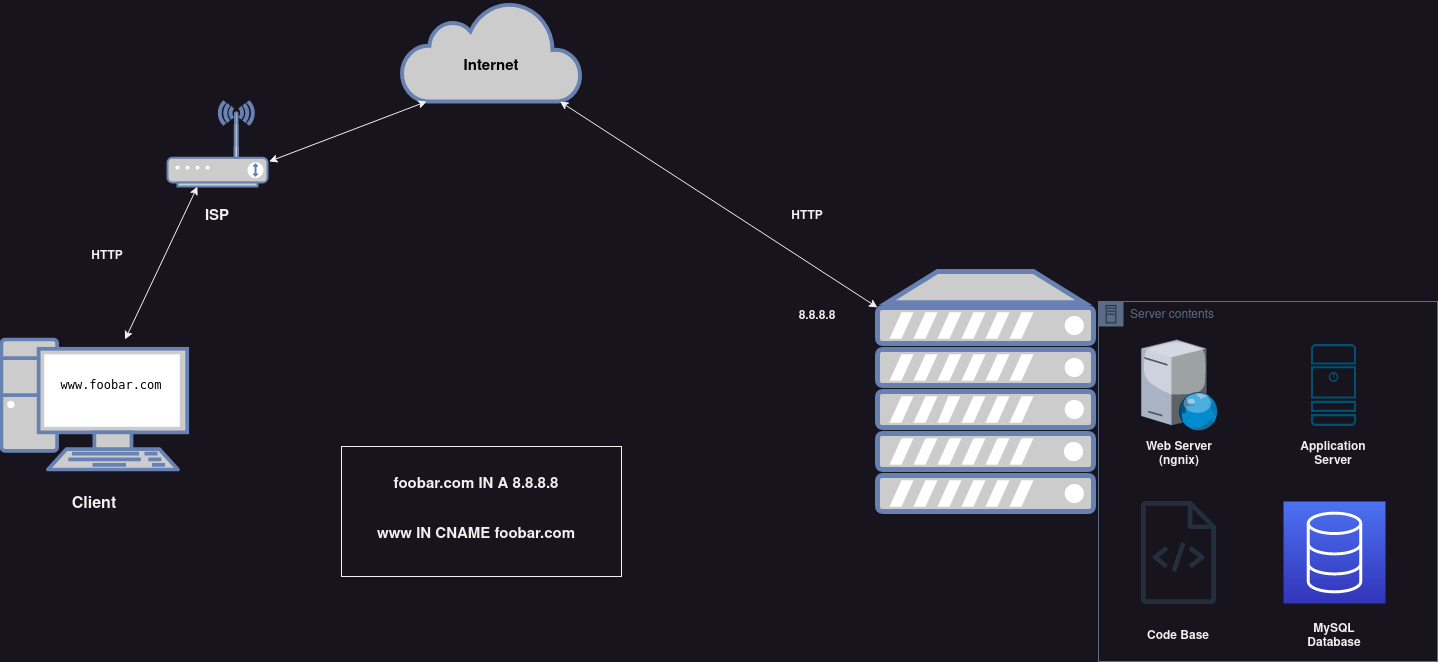 Internet
ISP
HTTP
HTTP
8.8.8.8
Server contents
www.foobar.com
Web Server
(ngnix)
Application
Server
foobar.com IN A 8.8.8.8
Client
www IN CNAME foobar.com
Code Base
MySQL
Database